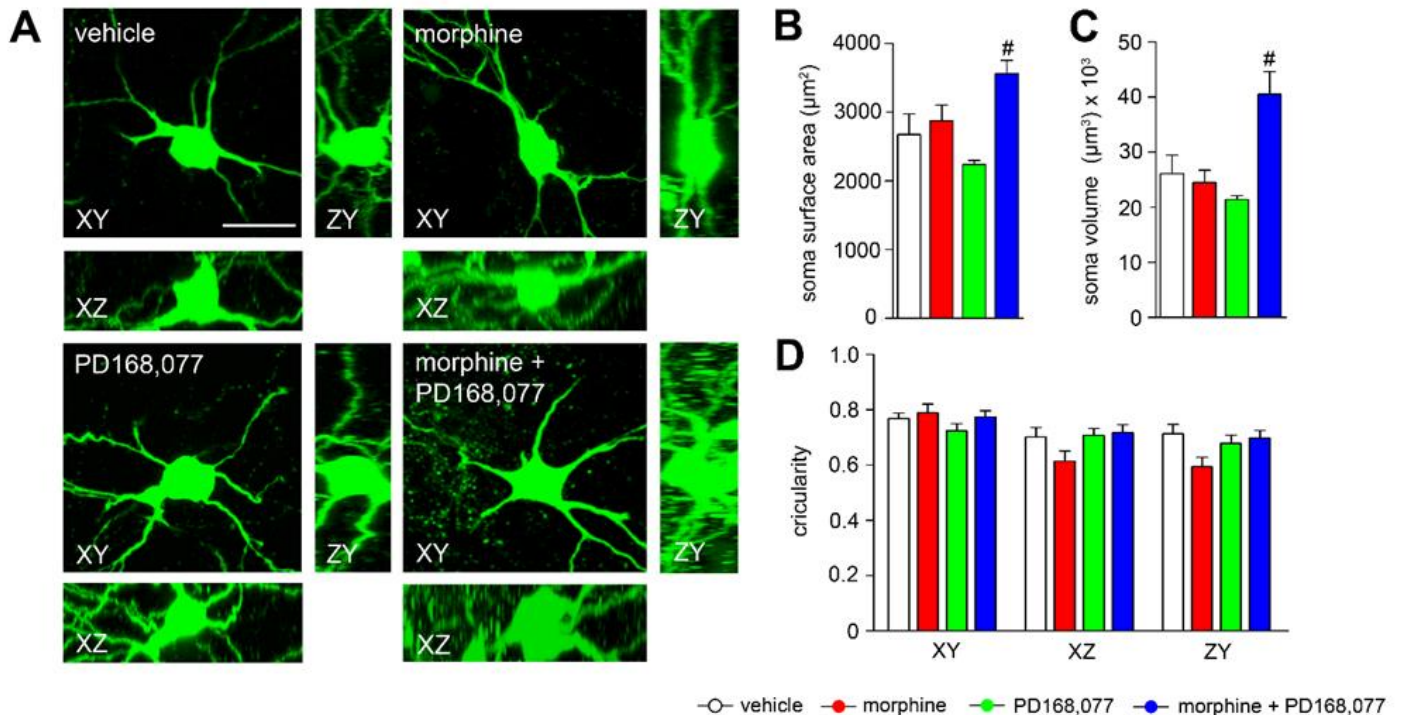 A
vehicle
XY
ZY
XZ
morphine
XY
ZY
XZ
PD168,077
XY
ZY
XZ
morphine +
PD168,077
XY
ZY
XZ
B
soma surface area (µm²)
4000
3000
2000
1000
0
#
C
soma volume (µm³) x 10³
50
40
30
20
10
0
#
D
cricularity
1.0
0.8
0.6
0.4
0.2
0
XY XZ ZY
vehicle morphine PD168,077 morphine + PD168,077